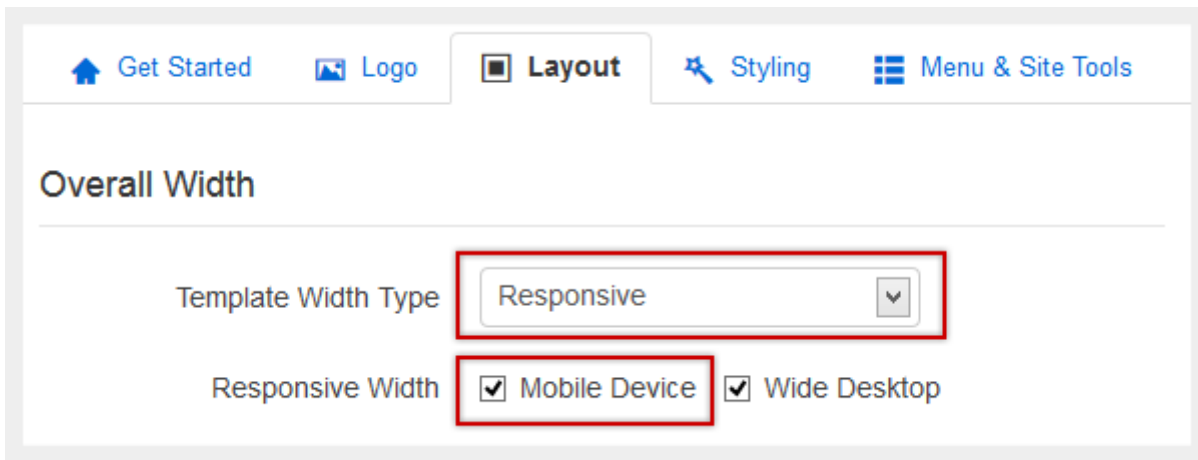 Get Started Logo Layout Styling Menu & Site Tools
Overall Width
Template Width Type Responsive
Responsive Width Mobile Device Wide Desktop